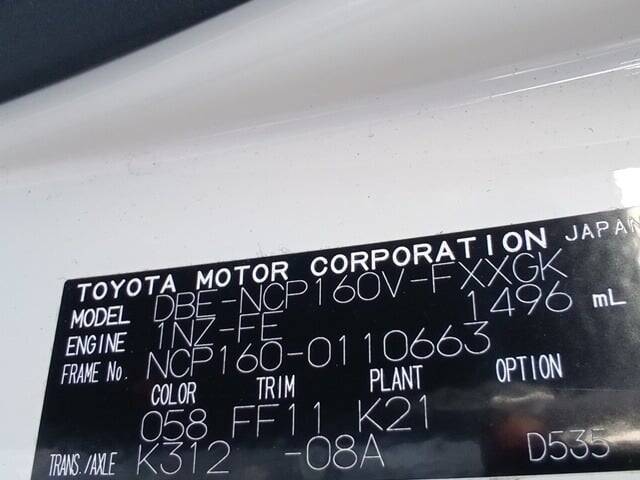 TOYOTA MOTOR CORPORATION JAPAN
MODEL DBE-NCP160V-FXXGK
ENGINE 1NZ-FE 1496 mL
FRAME No. NCP160-0110663
COLOR TRIM PLANT OPTION
058 FF11 K21
TRANS./AXLE K312 -08A D535